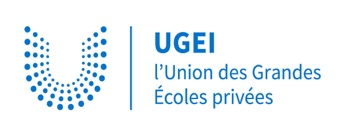 UGEI
l'Union des Grandes
Écoles privées